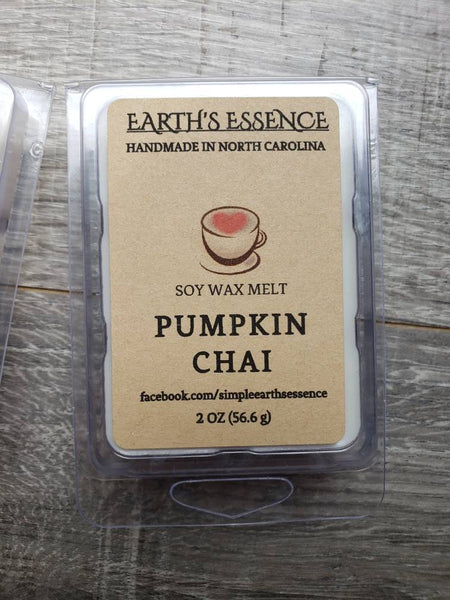 EARTH'S ESSENCE
HANDMADE IN NORTH CAROLINA
SOY WAX MELT
PUMPKIN
CHAI
facebook.com/simpleearthsessence
2 OZ (56.6 g)